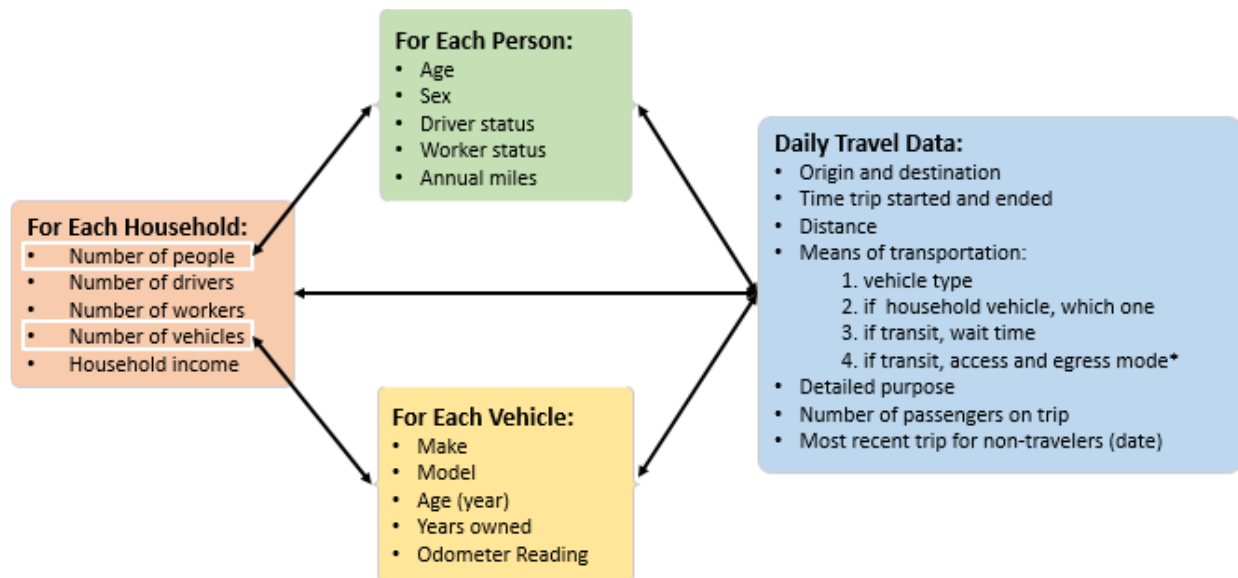 For Each Person:
• Age
• Sex
• Driver status
• Worker status
• Annual miles
For Each Household:
• Number of people
• Number of drivers
• Number of workers
• Number of vehicles
• Household income
For Each Vehicle:
• Make
• Model
• Age (year)
• Years owned
• Odometer Reading
Daily Travel Data:
• Origin and destination
• Time trip started and ended
• Distance
• Means of transportation:
1. vehicle type
2. if household vehicle, which one
3. if transit, wait time
4. if transit, access and egress mode*
• Detailed purpose
• Number of passengers on trip
• Most recent trip for non-travelers (date)